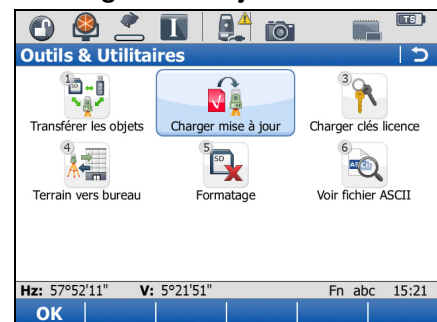 I
TS
Outils & Utilitaires
1
3
Transférer les objets
Charger mise à jour
Charger clés licence
4
5
6
SD
ASCII
Terrain vers bureau
Formatage
Voir fichier ASCII
Hz: 57°52'11" V: 5°21'51" Fn abc 15:21
OK